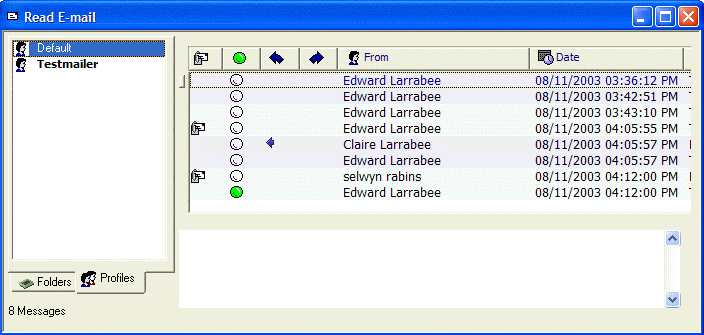 Read E-mail
Default
Testmailer
From Date
Edward Larrabee 08/11/2003 03:36:12 PM
Edward Larrabee 08/11/2003 03:42:51 PM
Edward Larrabee 08/11/2003 03:43:10 PM
Edward Larrabee 08/11/2003 04:05:55 PM
Claire Larrabee 08/11/2003 04:05:57 PM
Edward Larrabee 08/11/2003 04:05:57 PM
selwyn rabins 08/11/2003 04:12:00 PM
Edward Larrabee 08/11/2003 04:12:00 PM
Folders Profiles
8 Messages